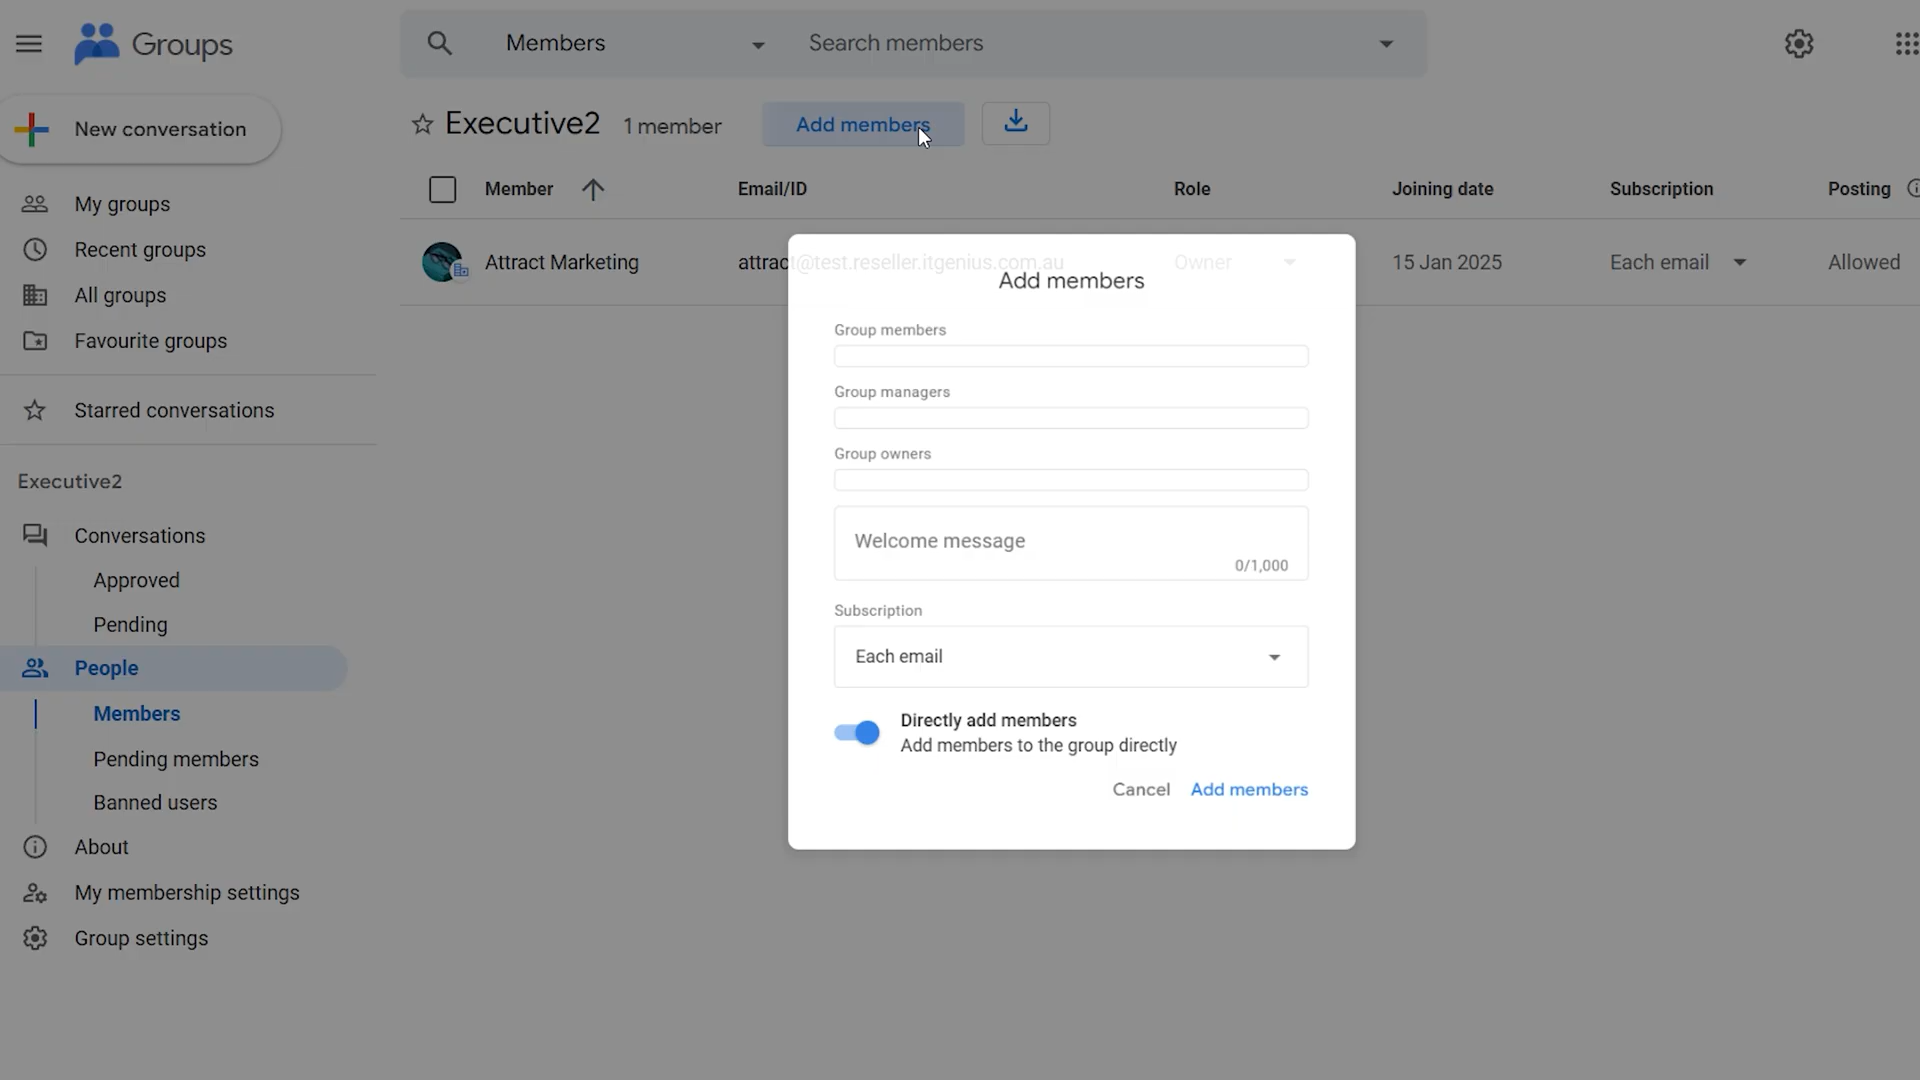 Groups
Members
Search members
New conversation
Executive2
1 member
Add members
My groups
Recent groups
All groups
Favourite groups
Starred conversations
Executive2
Conversations
Approved
Pending
People
Members
Pending members
Banned users
About
My membership settings
Group settings
Member
Email/ID
Role
Joining date
Subscription
Posting
Attract Marketing
attract@test.reseller.itgenius.com.au
Owner
15 Jan 2025
Each email
Allowed
Add members
Group members
Group managers
Group owners
Welcome message
0/1,000
Subscription
Each email
Directly add members
Add members to the group directly
Cancel
Add members